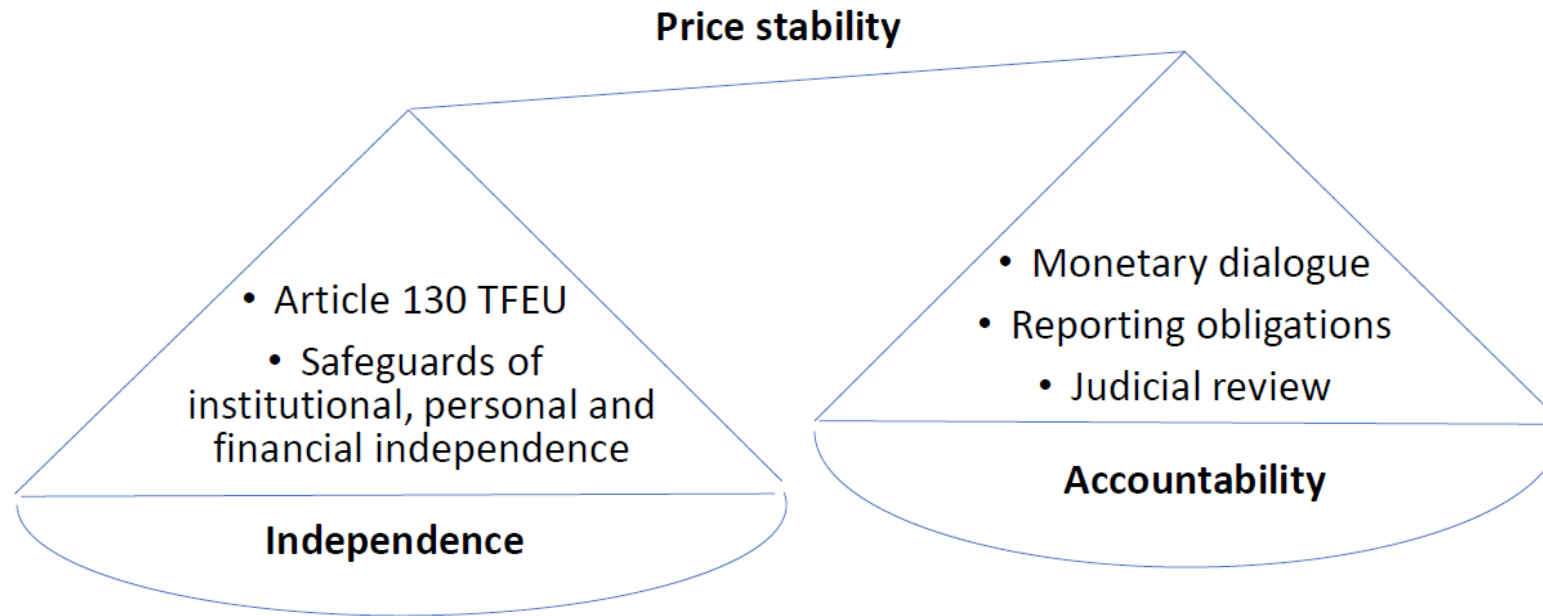 Price stability
• Article 130 TFEU
• Safeguards of
institutional, personal and
financial independence
Independence
• Monetary dialogue
• Reporting obligations
• Judicial review
Accountability